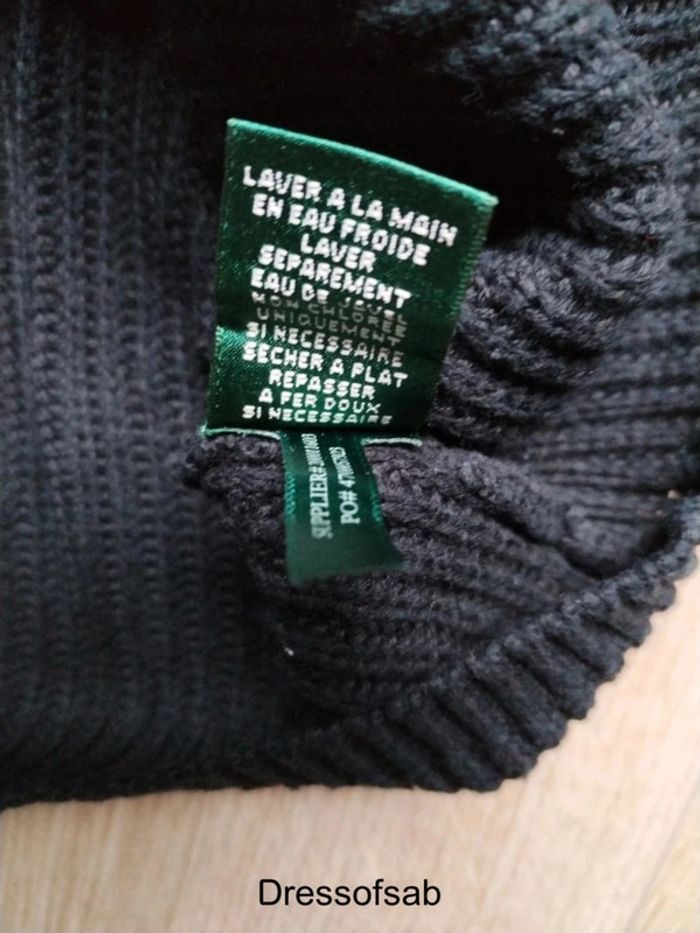 LAVER A LA MAIN
EN EAU FROIDE
LAVER
SEPAREMENT
EAU DE JAVEL
NON CHLOREE
UNIQUEMENT
SI NECESSAIRE
SECHER A PLAT
REPASSER
A FER DOUX
SI NECESSAIRE
SUPPLIER#
PO#
Dressofsab